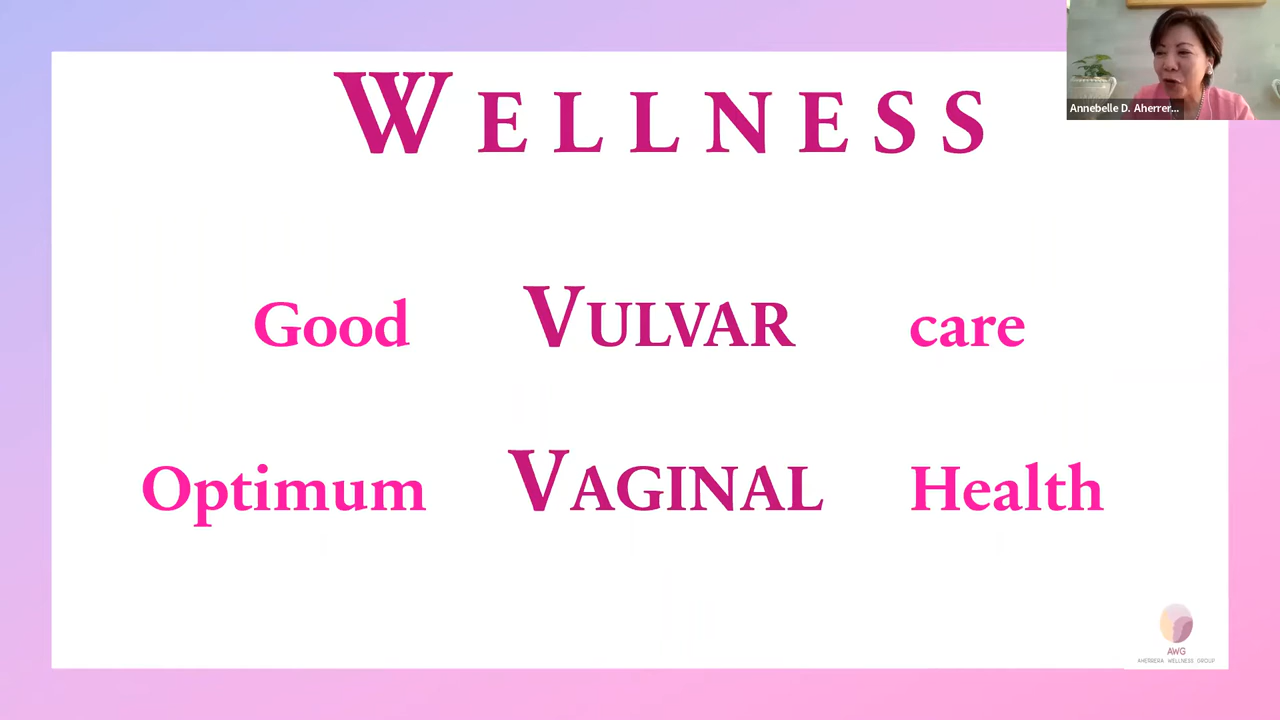 WELLNESS
Annebelle D. Aherrer...
Good VULVAR care
Optimum VAGINAL Health
AWG
AHERRERA WELLNESS GROUP